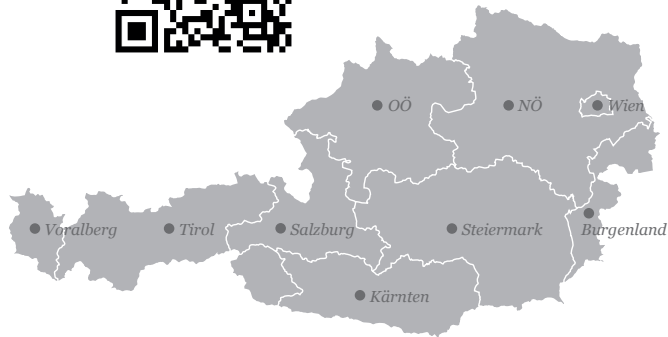 OÖ
NÖ
Wien
Voralberg
Tirol
Salzburg
Steiermark
Burgenland
Kärnten